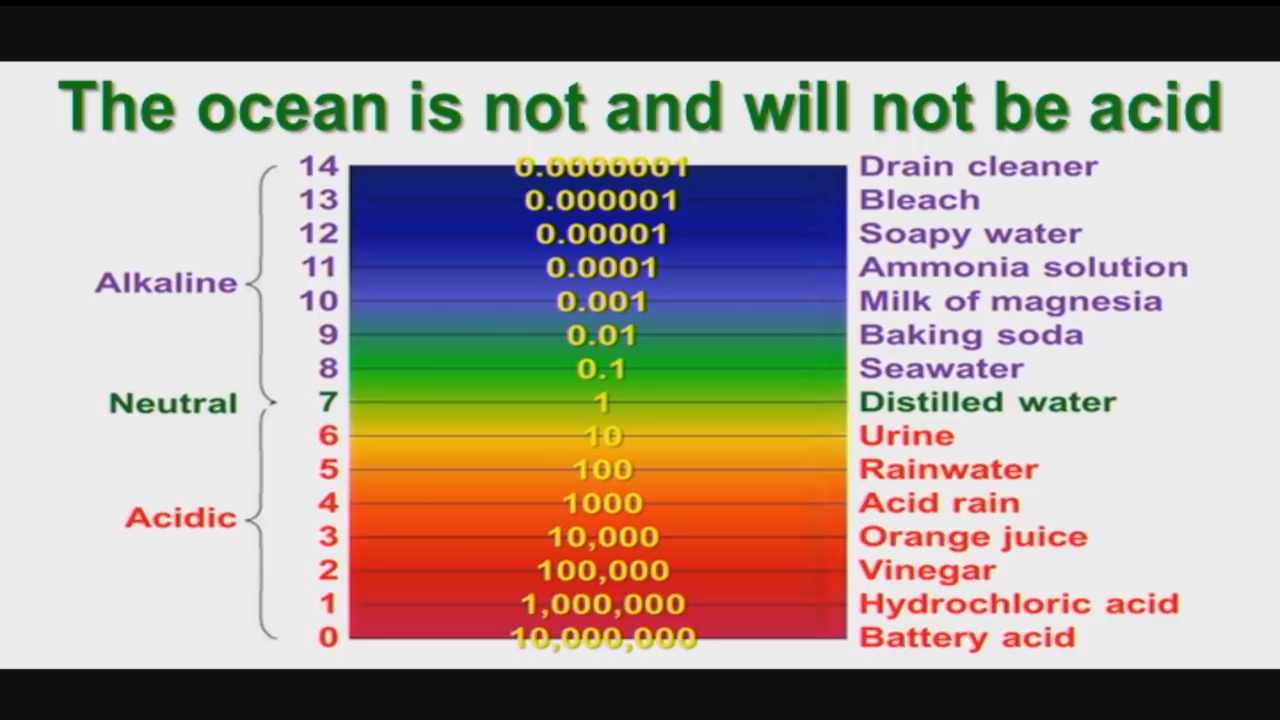 The ocean is not and will not be acid
14 0.0000001 Drain cleaner
13 0.000001 Bleach
12 0.00001 Soapy water
11 0.0001 Ammonia solution
Alkaline
10 0.001 Milk of magnesia
9 0.01 Baking soda
8 0.1 Seawater
Neutral 7 1 Distilled water
6 10 Urine
5 100 Rainwater
4 1000 Acid rain
Acidic
3 10,000 Orange juice
2 100,000 Vinegar
1 1,000,000 Hydrochloric acid
0 10,000,000 Battery acid